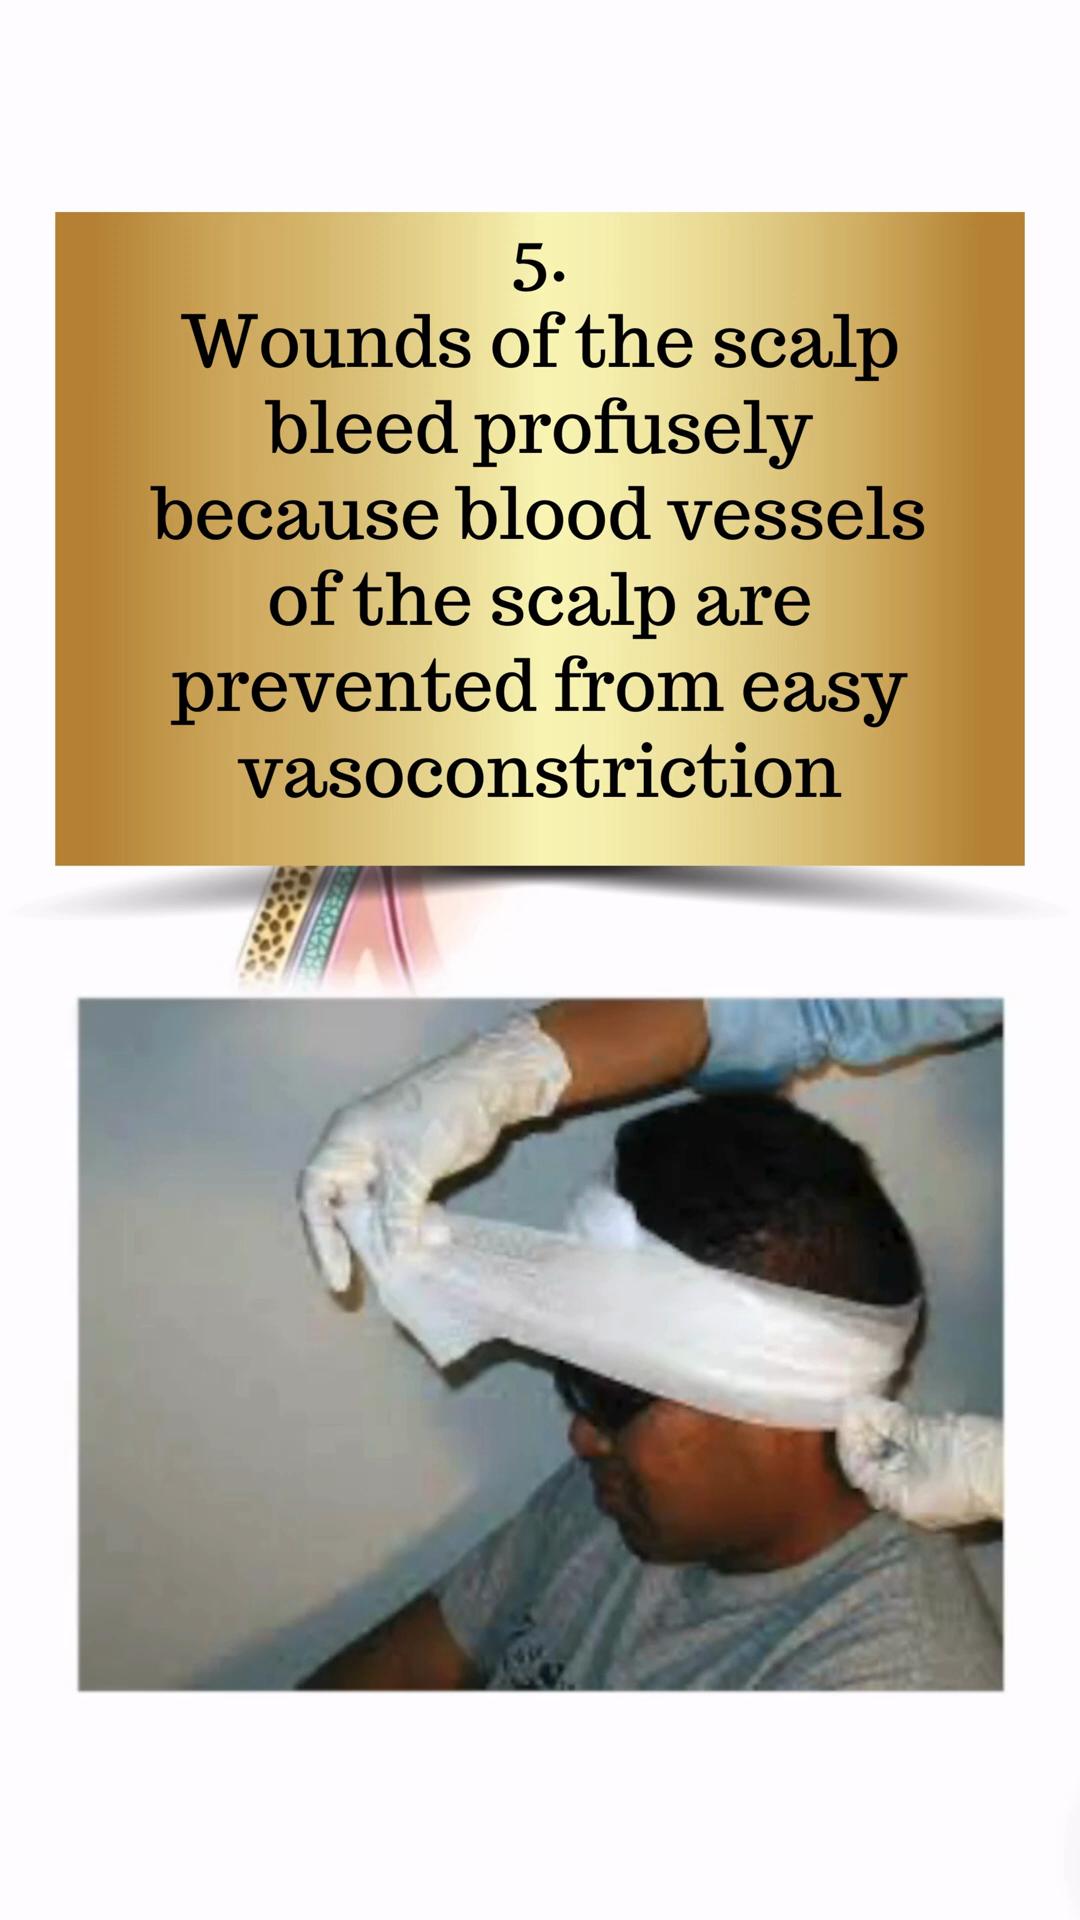 5.
Wounds of the scalp
bleed profusely
because blood vessels
of the scalp are
prevented from easy
vasoconstriction